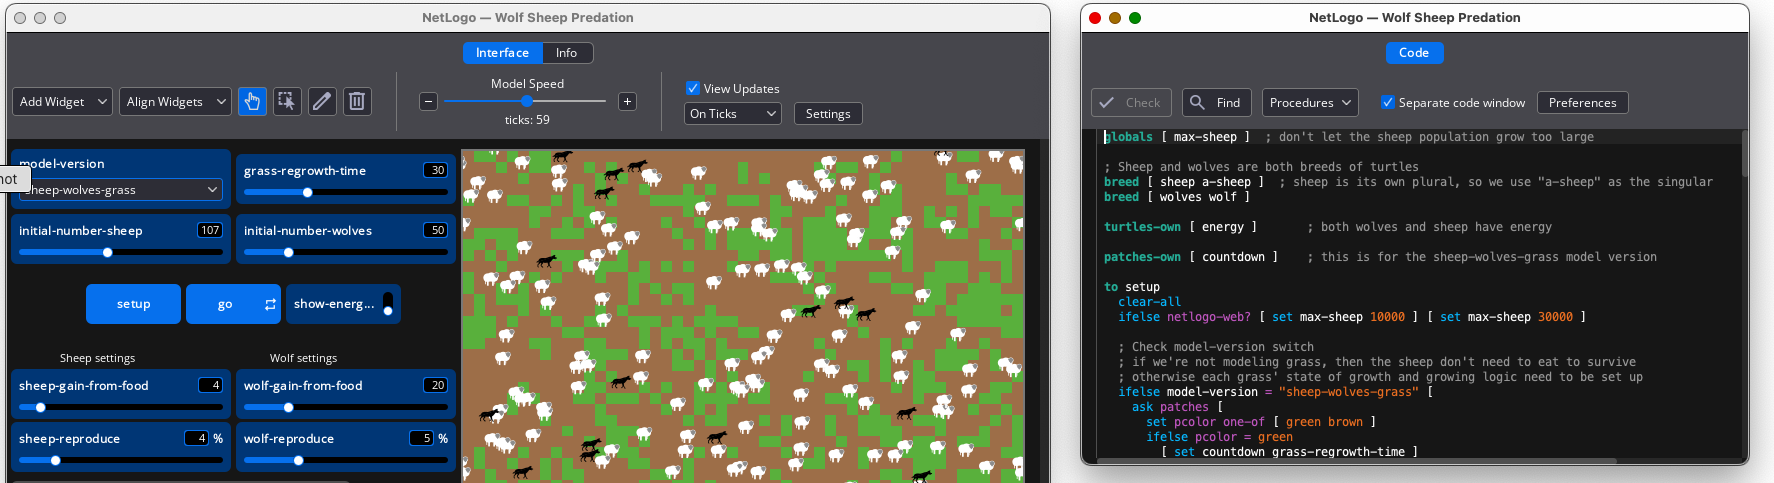 NetLogo — Wolf Sheep Predation
Interface
Info
Add Widget
Align Widgets
Model Speed
ticks: 59
View Updates
On Ticks
Settings
not
model-version
sheep-wolves-grass
grass-regrowth-time
30
initial-number-sheep
107
initial-number-wolves
50
setup
go
show-energ...
Sheep settings
Wolf settings
sheep-gain-from-food
4
wolf-gain-from-food
20
sheep-reproduce
4 %
wolf-reproduce
5 %
NetLogo — Wolf Sheep Predation
Code
Check
Find
Procedures
Separate code window
Preferences
globals [ max-sheep ]  ; don't let the sheep population grow too large
; Sheep and wolves are both breeds of turtles
breed [ sheep a-sheep ]  ; sheep is its own plural, so we use "a-sheep" as the singular
breed [ wolves wolf ]
turtles-own [ energy ]       ; both wolves and sheep have energy
patches-own [ countdown ]    ; this is for the sheep-wolves-grass model version
to setup
  clear-all
  ifelse netlogo-web? [ set max-sheep 10000 ] [ set max-sheep 30000 ]
  ; Check model-version switch
  ; if we're not modeling grass, then the sheep don't need to eat to survive
  ; otherwise each grass' state of growth and growing logic need to be set up
  ifelse model-version = "sheep-wolves-grass" [
    ask patches [
      set pcolor one-of [ green brown ]
      ifelse pcolor = green
        [ set countdown grass-regrowth-time ]